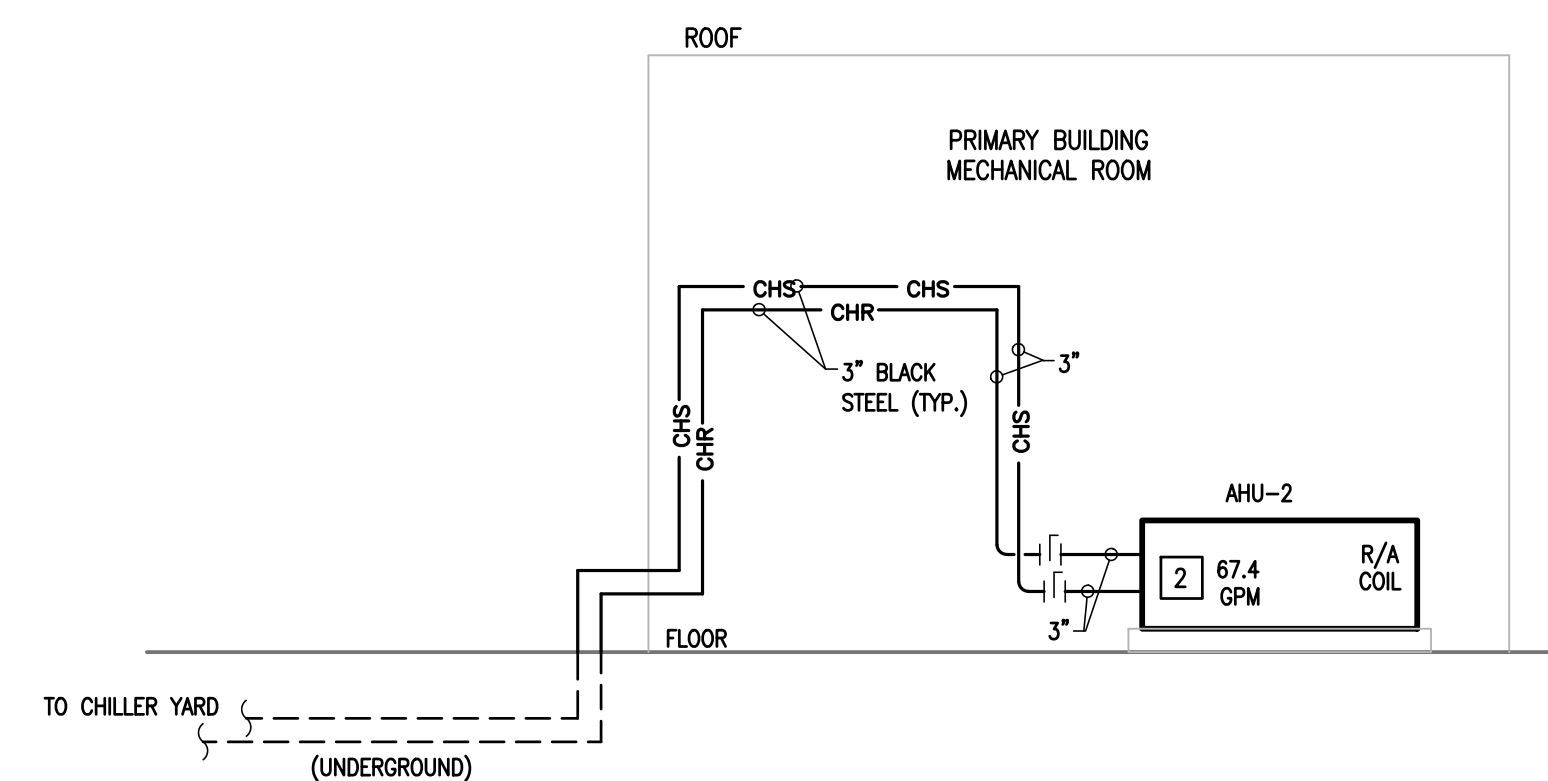 ROOF
PRIMARY BUILDING
MECHANICAL ROOM
CHS
CHS
CHR
3" BLACK
STEEL (TYP.)
3"
CHS
CHR
CHS
AHU-2
2
67.4
GPM
R/A
COIL
3"
FLOOR
TO CHILLER YARD
(UNDERGROUND)